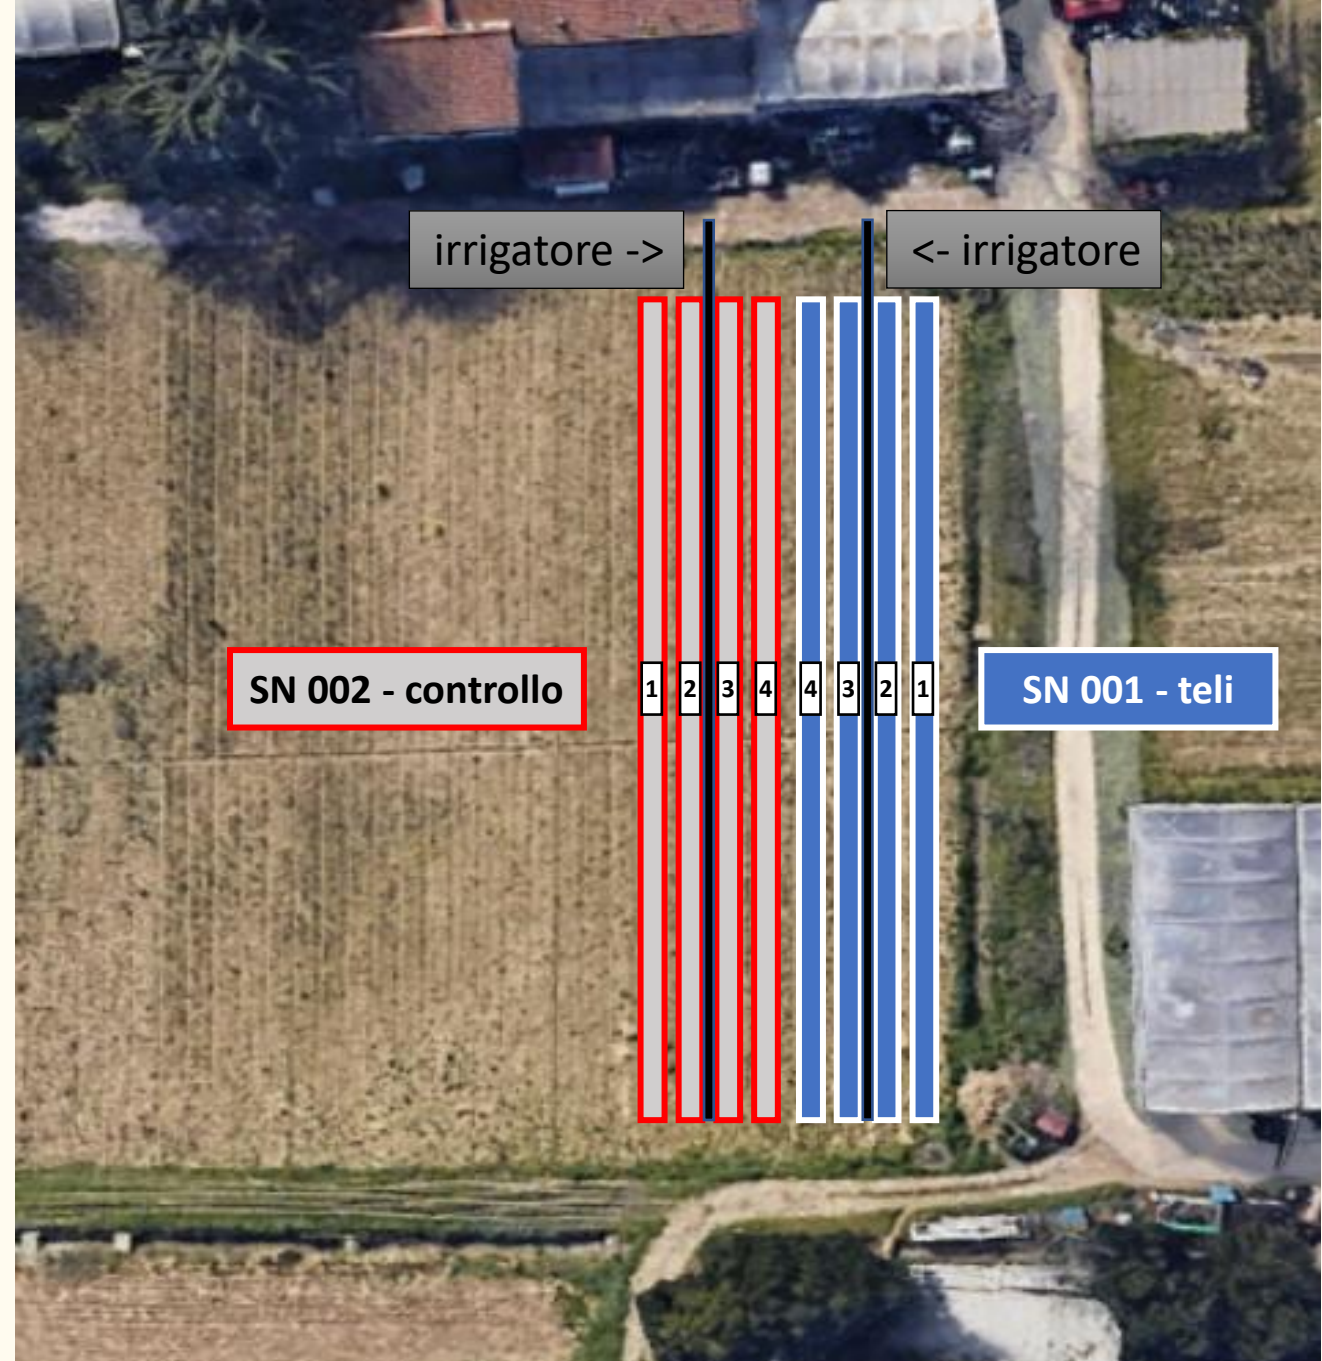 irrigatore ->
<- irrigatore
SN 002 - controllo
1 2 3 4 4 3 2 1
SN 001 - teli